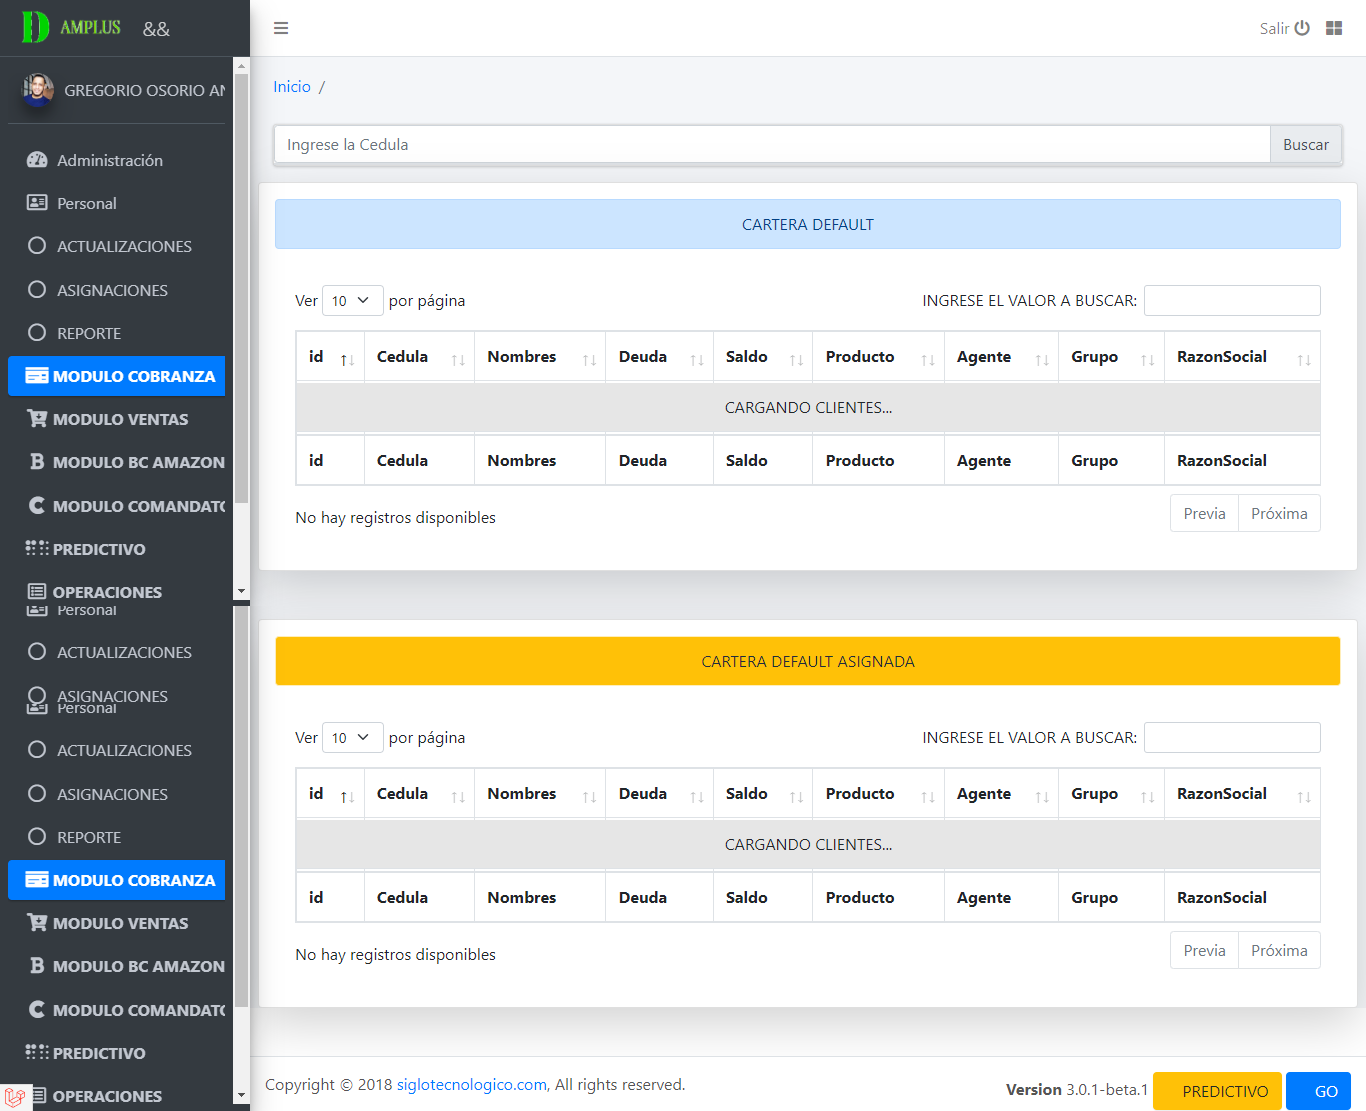 D AMPLUS &&
Salir
GREGORIO OSORIO AN
Administración
Personal
ACTUALIZACIONES
ASIGNACIONES
REPORTE
MODULO COBRANZA
MODULO VENTAS
MODULO BC AMAZON
MODULO COMANDATO
PREDICTIVO
OPERACIONES
Personal
ACTUALIZACIONES
ASIGNACIONES
Personal
ACTUALIZACIONES
ASIGNACIONES
REPORTE
MODULO COBRANZA
MODULO VENTAS
MODULO BC AMAZON
MODULO COMANDATO
PREDICTIVO
OPERACIONES
Inicio /
Ingrese la Cedula Buscar
CARTERA DEFAULT
Ver 10 por página INGRESE EL VALOR A BUSCAR:
id Cedula Nombres Deuda Saldo Producto Agente Grupo RazonSocial
CARGANDO CLIENTES...
id Cedula Nombres Deuda Saldo Producto Agente Grupo RazonSocial
No hay registros disponibles Previa Próxima
CARTERA DEFAULT ASIGNADA
Ver 10 por página INGRESE EL VALOR A BUSCAR:
id Cedula Nombres Deuda Saldo Producto Agente Grupo RazonSocial
CARGANDO CLIENTES...
id Cedula Nombres Deuda Saldo Producto Agente Grupo RazonSocial
No hay registros disponibles Previa Próxima
Copyright © 2018 siglotecnologico.com, All rights reserved. Version 3.0.1-beta.1 PREDICTIVO GO